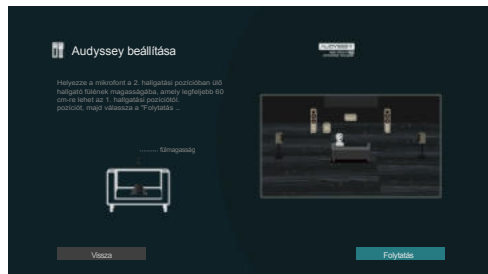 Audyssey beállítása
AUDYSSEY
Helyezze a mikrofont a 2. hallgatási pozícióban ülő
hallgató fülének magasságába, amely legfeljebb 60
cm-re lehet az 1. hallgatási pozíciótól.
pozíciót, majd válassza a "Folytatás ...
fülmagasság
Vissza
Folytatás